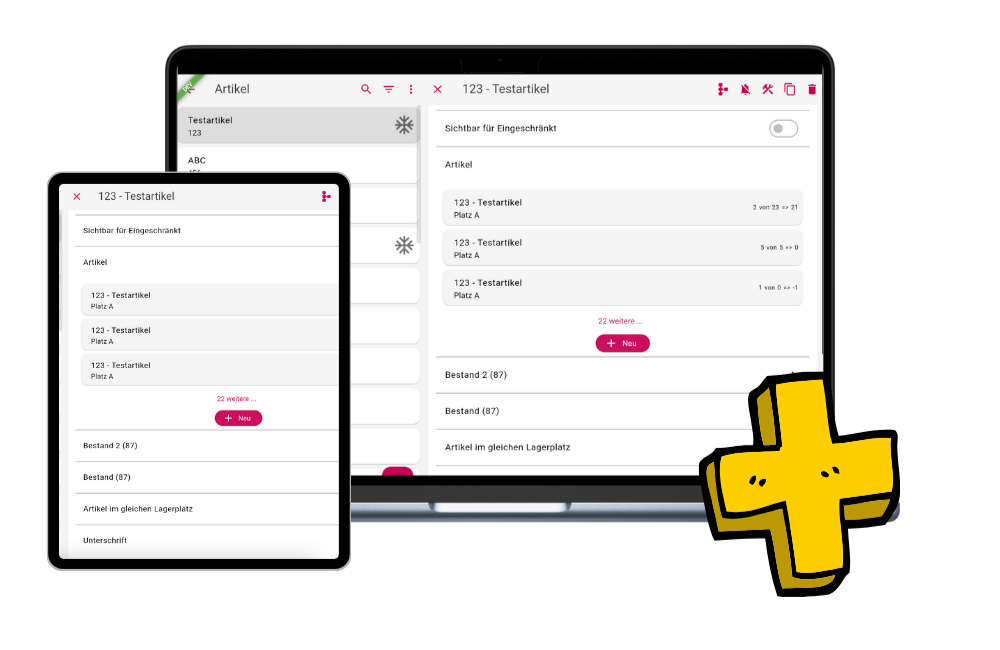 Artikel
123 - Testartikel
Testartikel
123
ABC
Sichtbar für Eingeschränkt
Artikel
123 - Testartikel
Platz A
2 von 23 => 21
123 - Testartikel
Platz A
5 von 5 => 0
123 - Testartikel
Platz A
1 von 0 => -1
22 weitere ...
+ Neu
Bestand 2 (87)
Bestand (87)
Artikel im gleichen Lagerplatz
123 - Testartikel
Sichtbar für Eingeschränkt
Artikel
123 - Testartikel
Platz A
123 - Testartikel
Platz A
123 - Testartikel
Platz A
22 weitere ...
+ Neu
Bestand 2 (87)
Bestand (87)
Artikel im gleichen Lagerplatz
Unterschrift